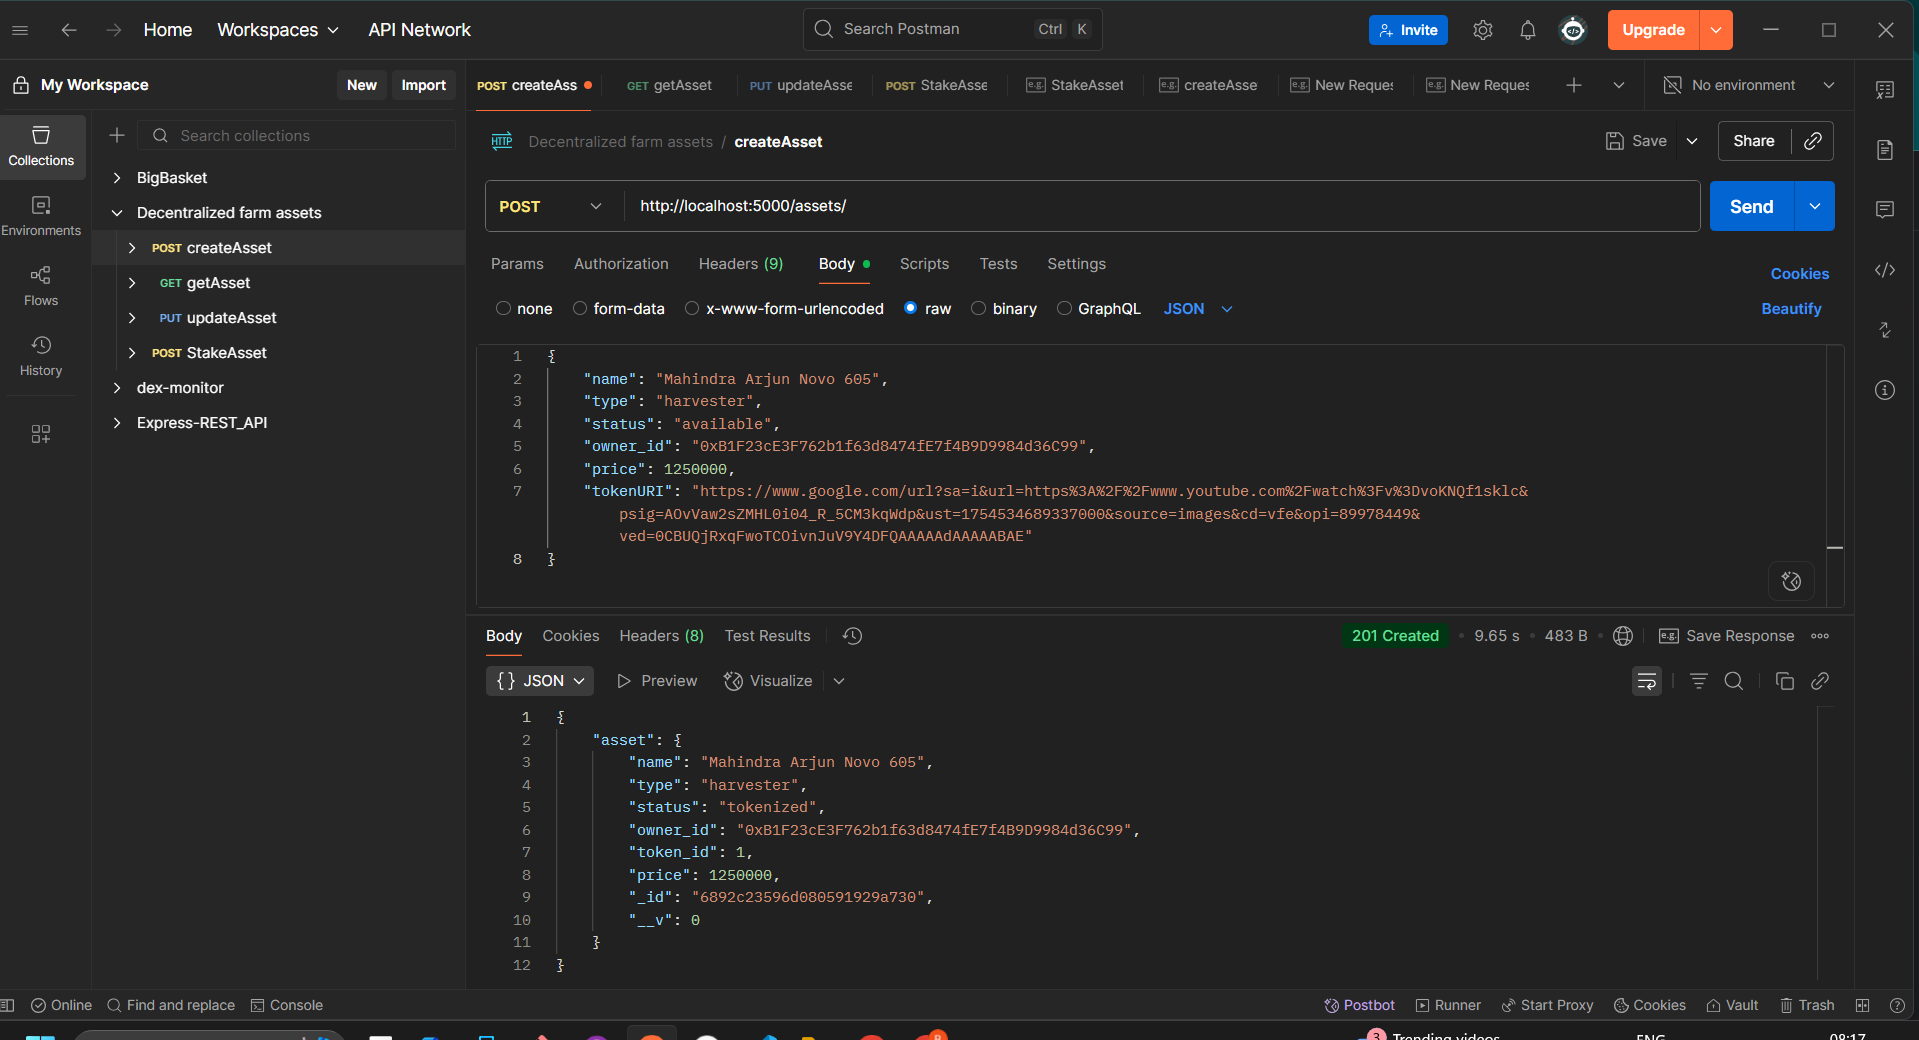 Home Workspaces API Network Search Postman Ctrl K Invite Upgrade
My Workspace New Import
POST createAss GET getAsset PUT updateAsse POST StakeAsse e.g. StakeAsset e.g. createAsse e.g. New Reques e.g. New Reques No environment
Collections
Environments
Flows
History
Search collections
BigBasket
Decentralized farm assets
POST createAsset
GET getAsset
PUT updateAsset
POST StakeAsset
dex-monitor
Express-REST_API
HTTP Decentralized farm assets / createAsset Save Share
POST http://localhost:5000/assets/ Send
Params Authorization Headers (9) Body Scripts Tests Settings Cookies
none form-data x-www-form-urlencoded raw binary GraphQL JSON Beautify
1 {
2 "name": "Mahindra Arjun Novo 605",
3 "type": "harvester",
4 "status": "available",
5 "owner_id": "0xB1F23cE3F762b1f63d8474fE7f4B9D9984d36C99",
6 "price": 1250000,
7 "tokenURI": "https://www.google.com/url?sa=i&url=https%3A%2F%2Fwww.youtube.com%2Fwatch%3Fv%3DvoKNQf1sklc&
psig=AOvVaw2sZMHL0i04_R_5CM3kqWdp&ust=1754534689337000&source=images&cd=vfe&opi=89978449&
ved=0CBUQjRxqFwoTCOivnJuV9Y4DFQAAAAAdAAAAABAE"
8 }
Body Cookies Headers (8) Test Results 201 Created 9.65 s 483 B e.g. Save Response
{} JSON Preview Visualize
1 {
2 "asset": {
3 "name": "Mahindra Arjun Novo 605",
4 "type": "harvester",
5 "status": "tokenized",
6 "owner_id": "0xB1F23cE3F762b1f63d8474fE7f4B9D9984d36C99",
7 "token_id": 1,
8 "price": 1250000,
9 "_id": "6892c23596d080591929a730",
10 "__v": 0
11 }
12 }
Online Find and replace Console Postbot Runner Start Proxy Cookies Vault Trash
3 Trending videos ENG 08:17